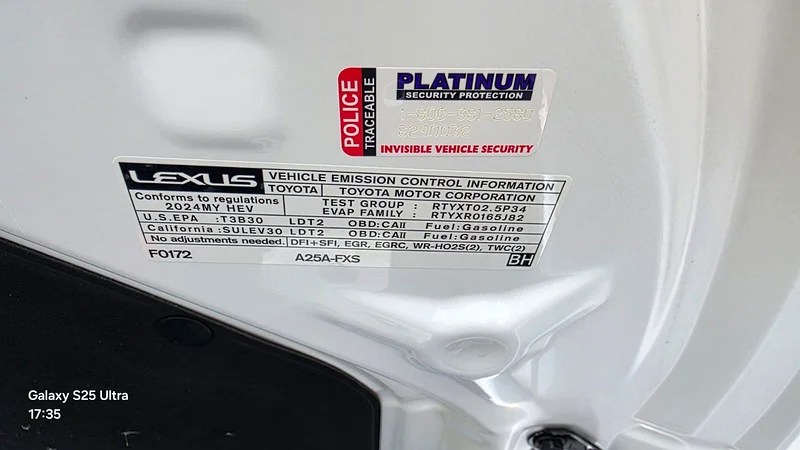 POLICE
TRACEABLE
PLATINUM
SECURITY PROTECTION
INVISIBLE VEHICLE SECURITY
LEXUS
VEHICLE EMISSION CONTROL INFORMATION
TOYOTA TOYOTA MOTOR CORPORATION
Conforms to regulations
2024MY HEV
TEST GROUP : RTYXT02.5P34
EVAP FAMILY : RTYXR0165J82
U.S.EPA :T3B30 LDT2 OBD:CAII Fuel:Gasoline
California :SULEV30 LDT2 OBD:CAII Fuel:Gasoline
No adjustments needed. DFI+SFI, EGR, EGRC, WR-HO2S(2), TWC(2)
F0172 A25A-FXS BH
Galaxy S25 Ultra
17:35